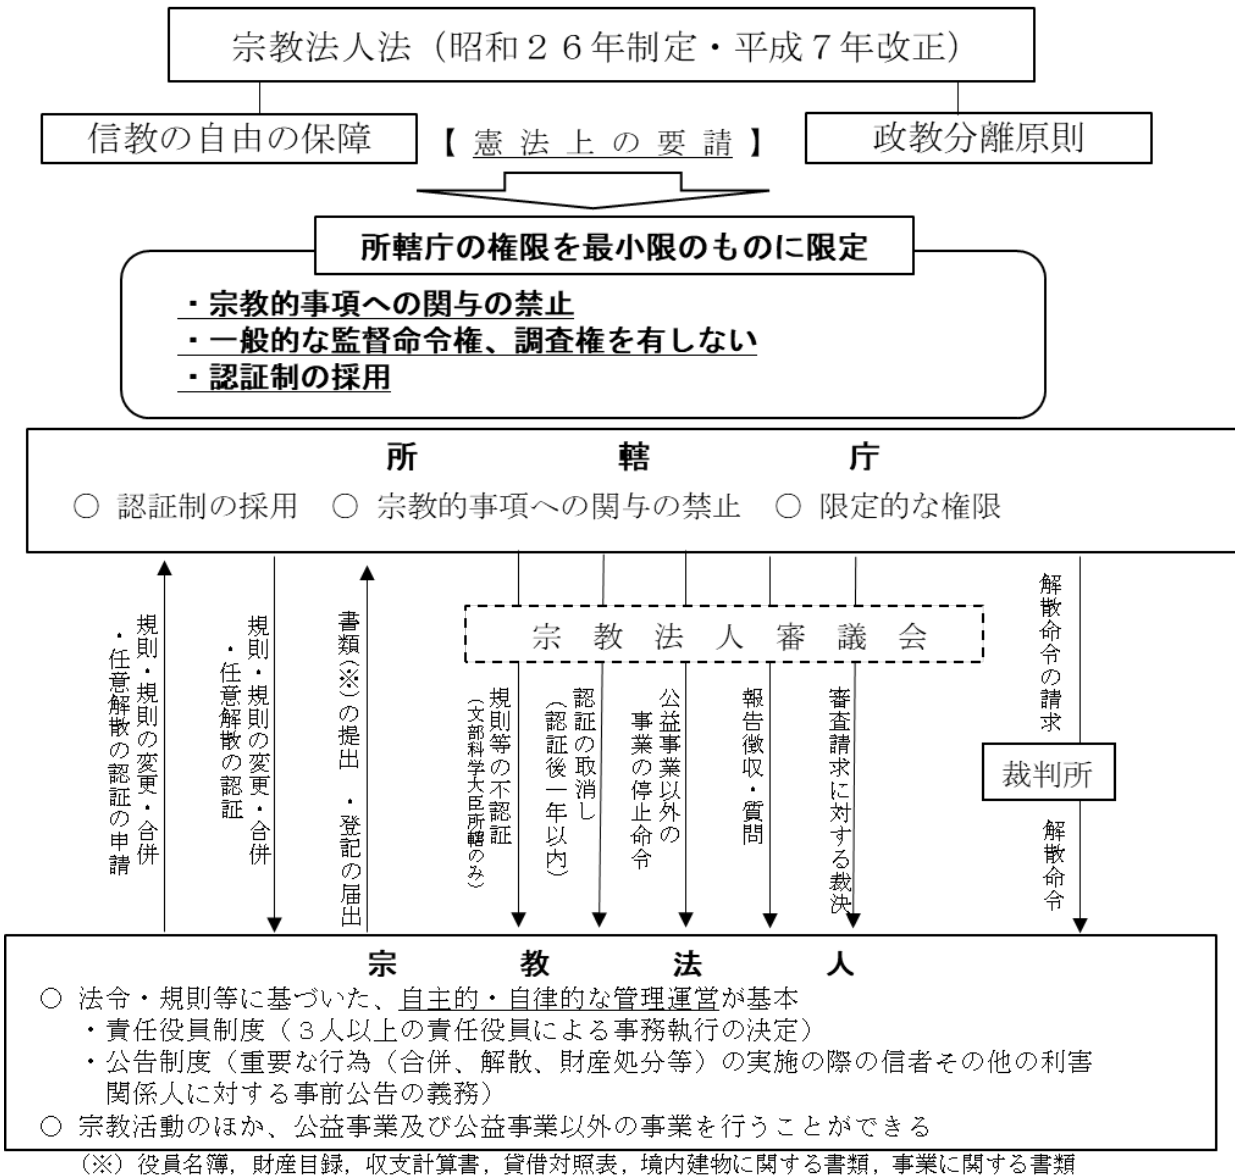 宗教法人法（昭和２６年制定・平成７年改正）
信教の自由の保障
【憲法上の要請】
政教分離原則
所轄庁の権限を最小限のものに限定
・宗教的事項への関与の禁止
・一般的な監督命令権、調査権を有しない
・認証制の採用
所轄庁
○ 認証制の採用 ○ 宗教的事項への関与の禁止 ○ 限定的な権限
規則・規則の変更・合併
・任意解散の認証の申請
規則・規則の変更・合併
・任意解散の認証
書類(※)の提出 ・登記の届出
宗教法人審議会
規則等の不認証
(文部科学大臣所轄のみ)
認証の取消し
(認証後一年以内)
公益事業以外の
事業の停止命令
報告徴収・質問
審査請求に対する裁決
解散命令の請求
裁判所
解散命令
宗教法人
○ 法令・規則等に基づいた、自主的・自律的な管理運営が基本
・責任役員制度（３人以上の責任役員による事務執行の決定）
・公告制度（重要な行為（合併、解散、財産処分等）の実施の際の信者その他の利害
関係人に対する事前公告の義務）
○ 宗教活動のほか、公益事業及び公益事業以外の事業を行うことができる
（※）役員名簿，財産目録，収支計算書，貸借対照表，境内建物に関する書類，事業に関する書類